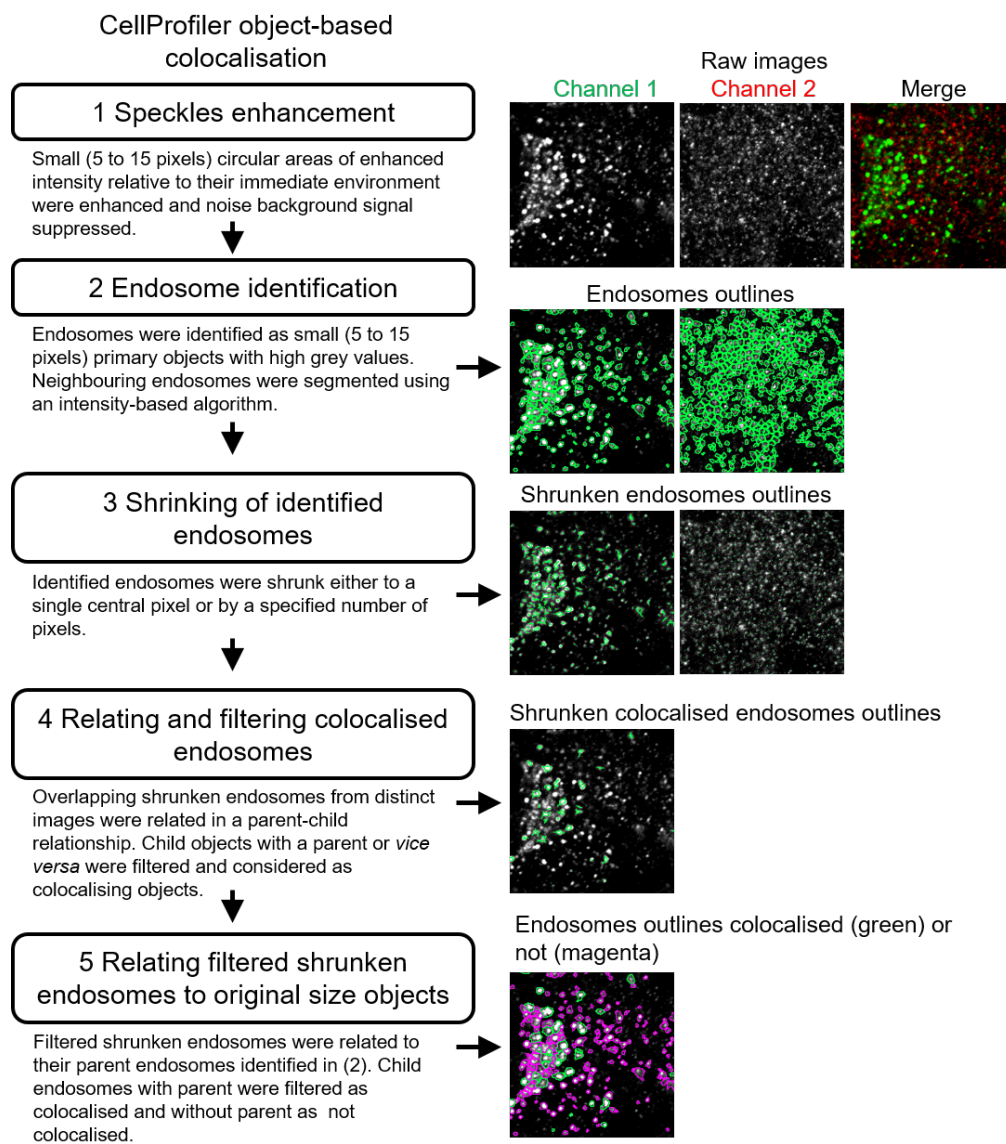 CellProfiler object-based
colocalisation
1 Speckles enhancement
Small (5 to 15 pixels) circular areas of enhanced
intensity relative to their immediate environment
were enhanced and noise background signal
suppressed.
Raw images
Channel 1
Channel 2
Merge
2 Endosome identification
Endosomes were identified as small (5 to 15
pixels) primary objects with high grey values.
Neighbouring endosomes were segmented using
an intensity-based algorithm.
Endosomes outlines
3 Shrinking of identified
endosomes
Identified endosomes were shrunk either to a
single central pixel or by a specified number of
pixels.
Shrunken endosomes outlines
4 Relating and filtering colocalised
endosomes
Overlapping shrunken endosomes from distinct
images were related in a parent-child
relationship. Child objects with a parent or vice
versa were filtered and considered as
colocalising objects.
Shrunken colocalised endosomes outlines
5 Relating filtered shrunken
endosomes to original size objects
Filtered shrunken endosomes were related to
their parent endosomes identified in (2). Child
endosomes with parent were filtered as
colocalised and without parent as not
colocalised.
Endosomes outlines colocalised (green) or
not (magenta)